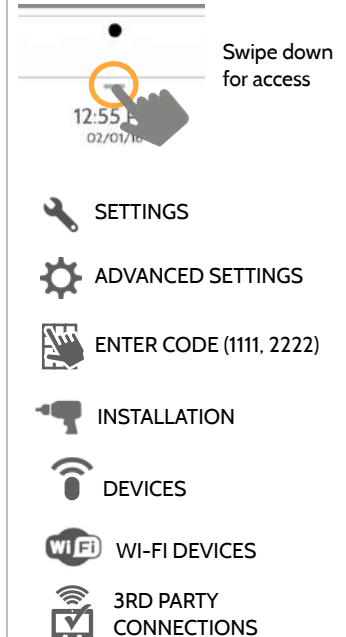 Swipe down
for access
12:55
02/01/
SETTINGS
ADVANCED SETTINGS
ENTER CODE (1111, 2222)
INSTALLATION
DEVICES
WiFi
WI-FI DEVICES
3RD PARTY
CONNECTIONS